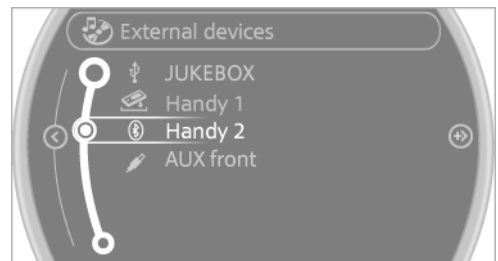 External devices
JUKEBOX
Handy 1
Handy 2
AUX front